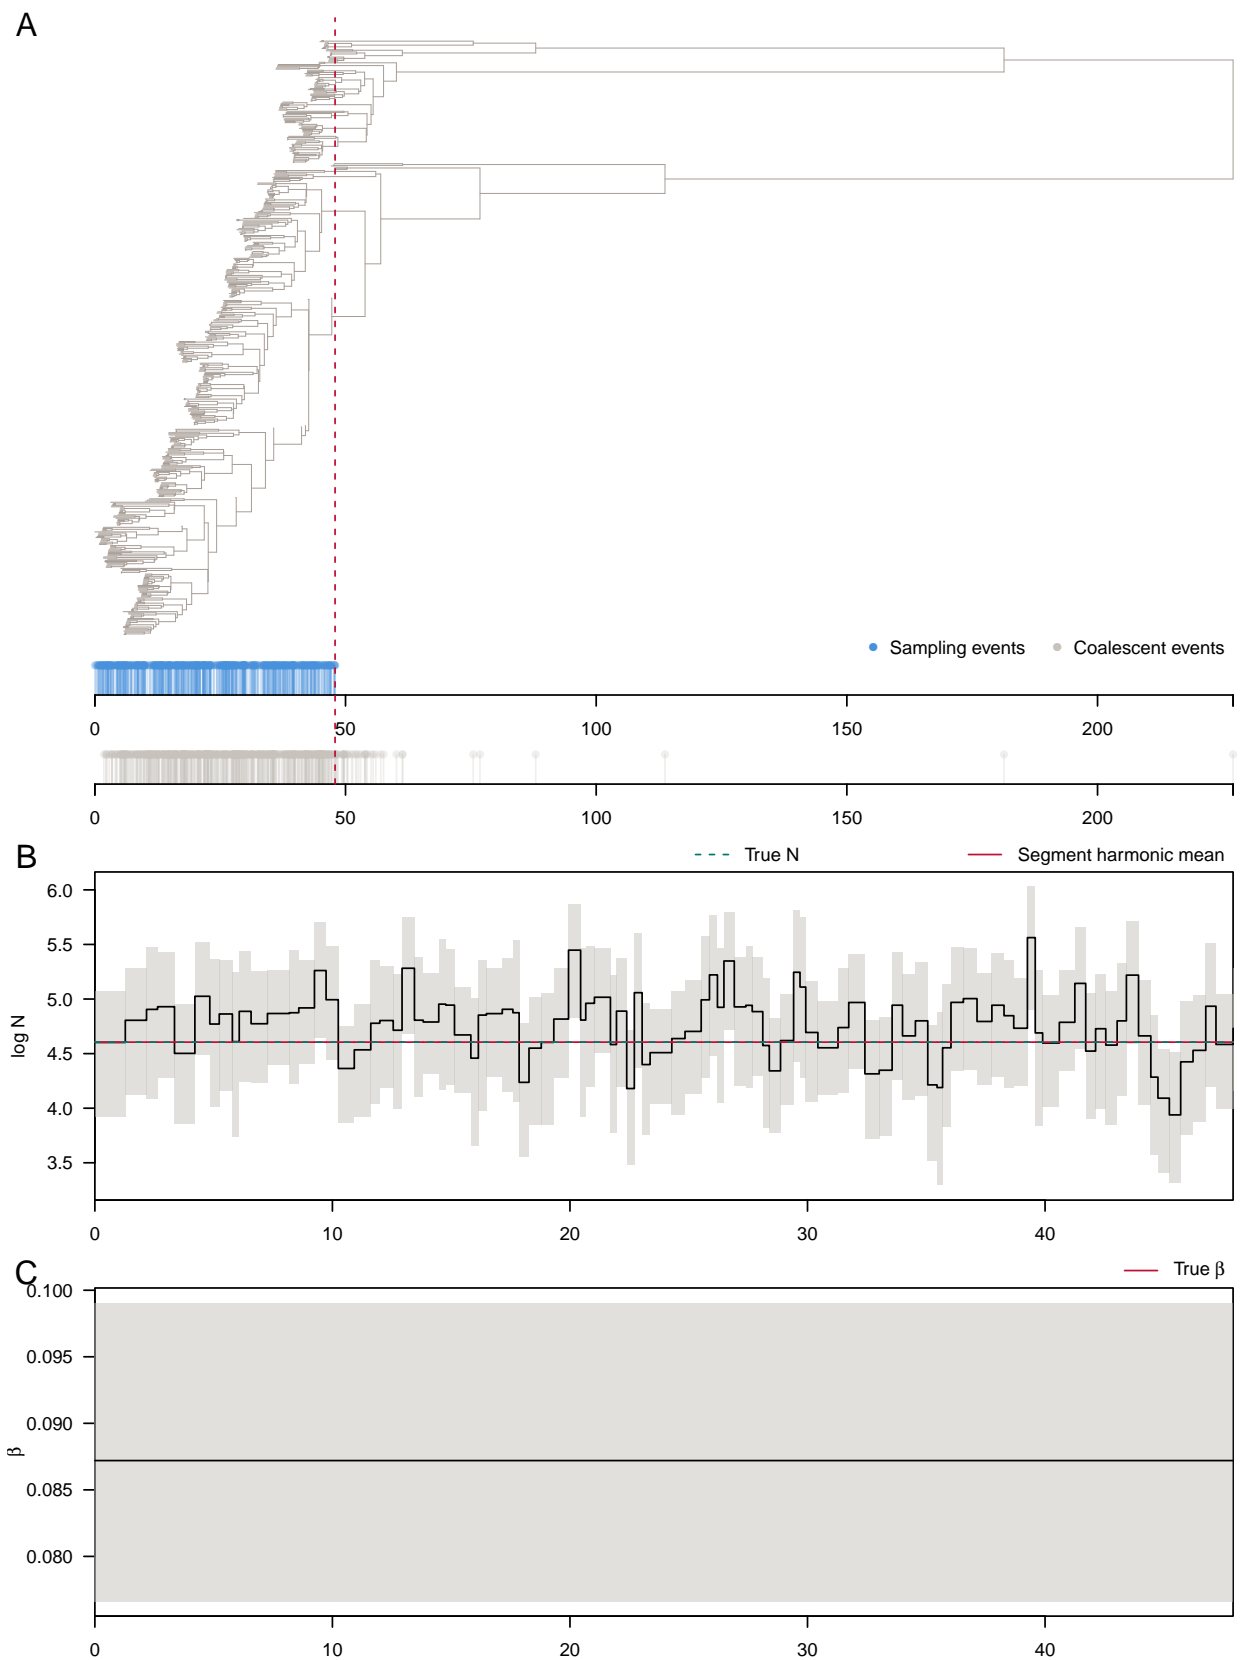 A
Sampling events Coalescent events
0 50 100 150 200
0 50 100 150 200
B
True N Segment harmonic mean
log N
6.0
5.5
5.0
4.5
4.0
3.5
0 10 20 30 40
C
True β
β
0.100
0.095
0.090
0.085
0.080
0 10 20 30 40